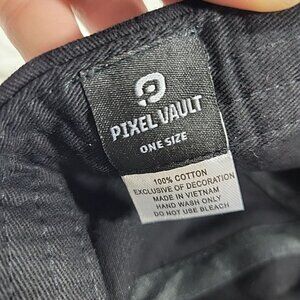 PIXEL VAULT
ONE SIZE
100% COTTON
EXCLUSIVE OF DECORATION
MADE IN VIETNAM
HAND WASH ONLY
DO NOT USE BLEACH